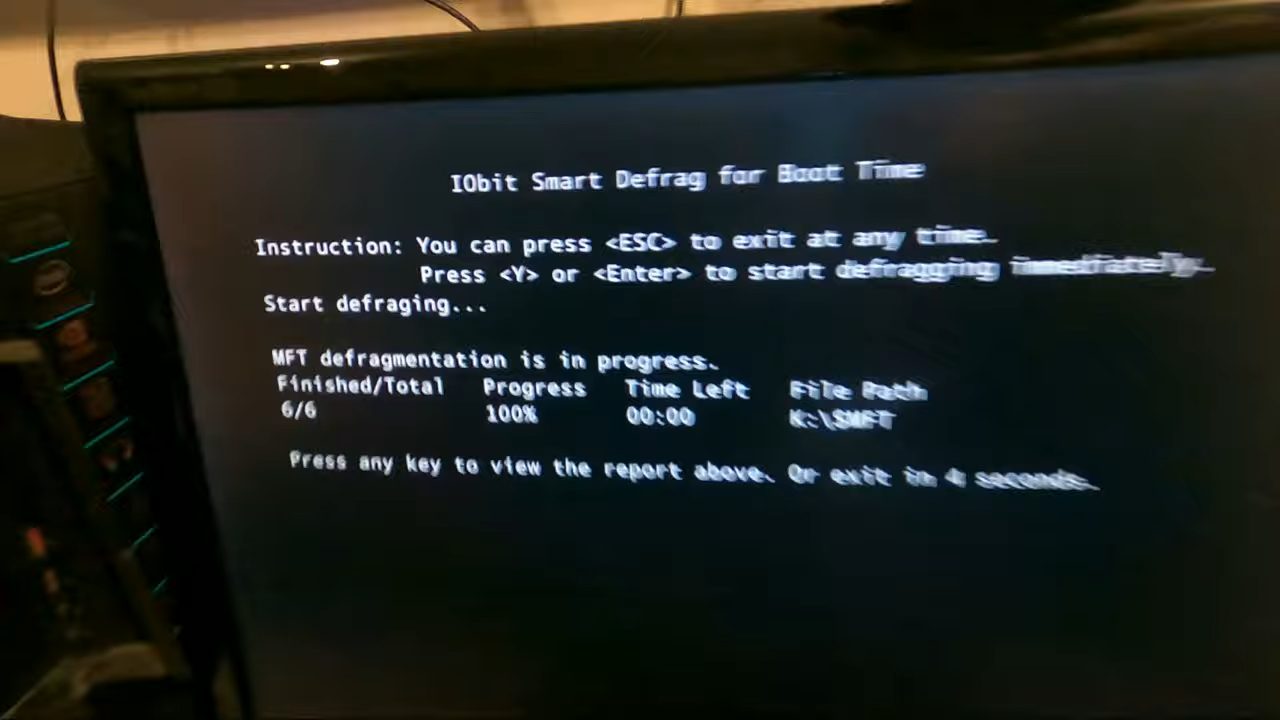 IObit Smart Defrag for Boot Time
Instruction: You can press <ESC> to exit at any time.
Press <Y> or <Enter> to start defragging immediately.
Start defraging...
MFT defragmentation is in progress.
Finished/Total Progress Time Left File Path
6/6 100% 00:00 K:\$MFT
Press any key to view the report above. Or exit in 4 seconds.